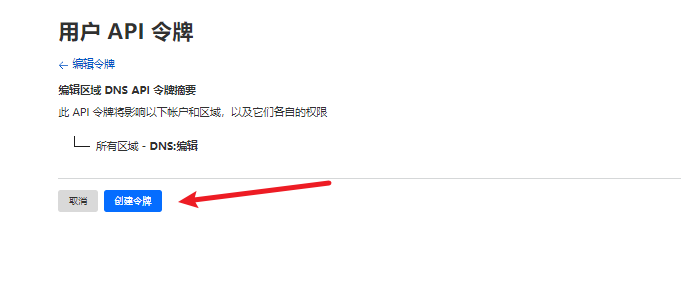 用户 API 令牌
← 编辑令牌
编辑区域 DNS API 令牌摘要
此 API 令牌将影响以下帐户和区域，以及它们各自的权限
所有区域 - DNS:编辑
取消 创建令牌